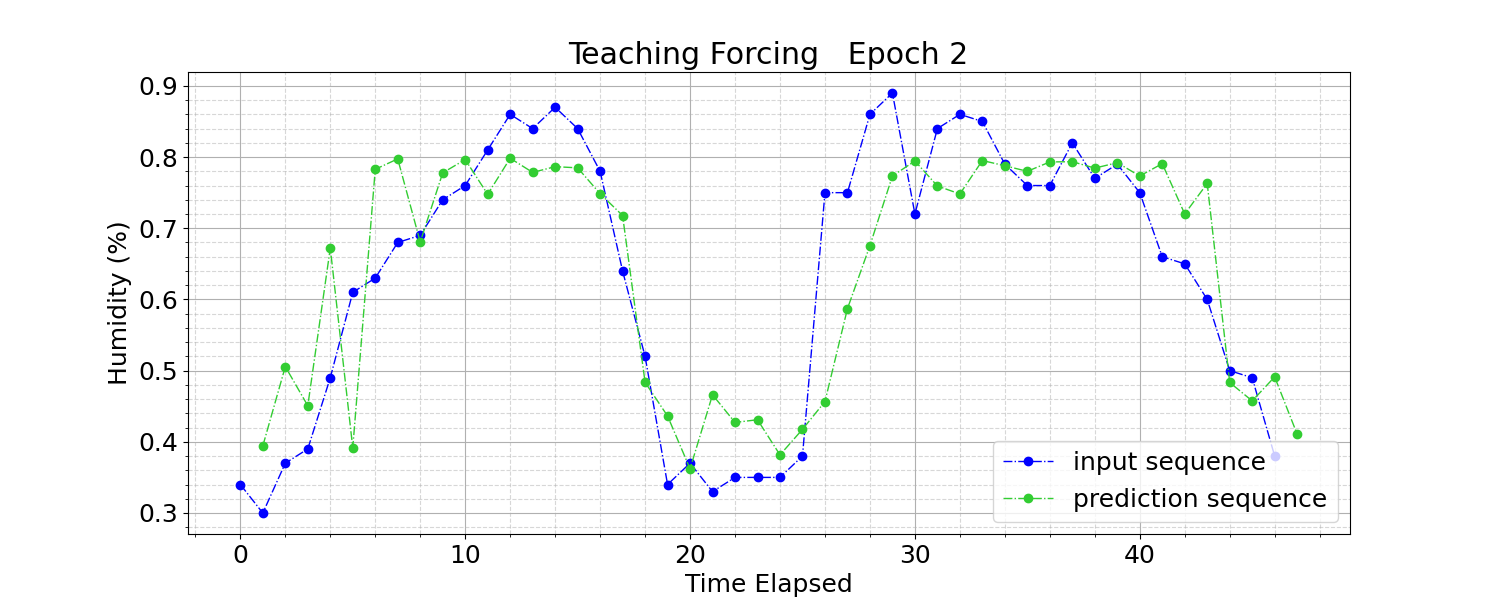 Teaching Forcing   Epoch 2
Humidity (%)
0.9
0.8
0.7
0.6
0.5
0.4
0.3
input sequence
prediction sequence
0 10 20 30 40
Time Elapsed